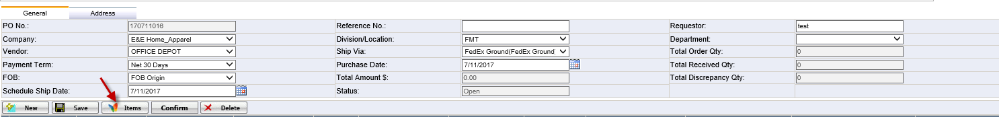 General Address
PO No.: 170711016 Reference No.: Requestor: test
Company: E&E Home_Apparel Division/Location: FMT Department:
Vendor: OFFICE DEPOT Ship Via: FedEx Ground(FedEx Ground) Total Order Qty: 0
Payment Term: Net 30 Days Purchase Date: 7/11/2017 Total Received Qty: 0
FOB: FOB Origin Total Amount $: 0.00 Total Discrepancy Qty: 0
Schedule Ship Date: 7/11/2017 Status: Open
New Save Items Confirm Delete